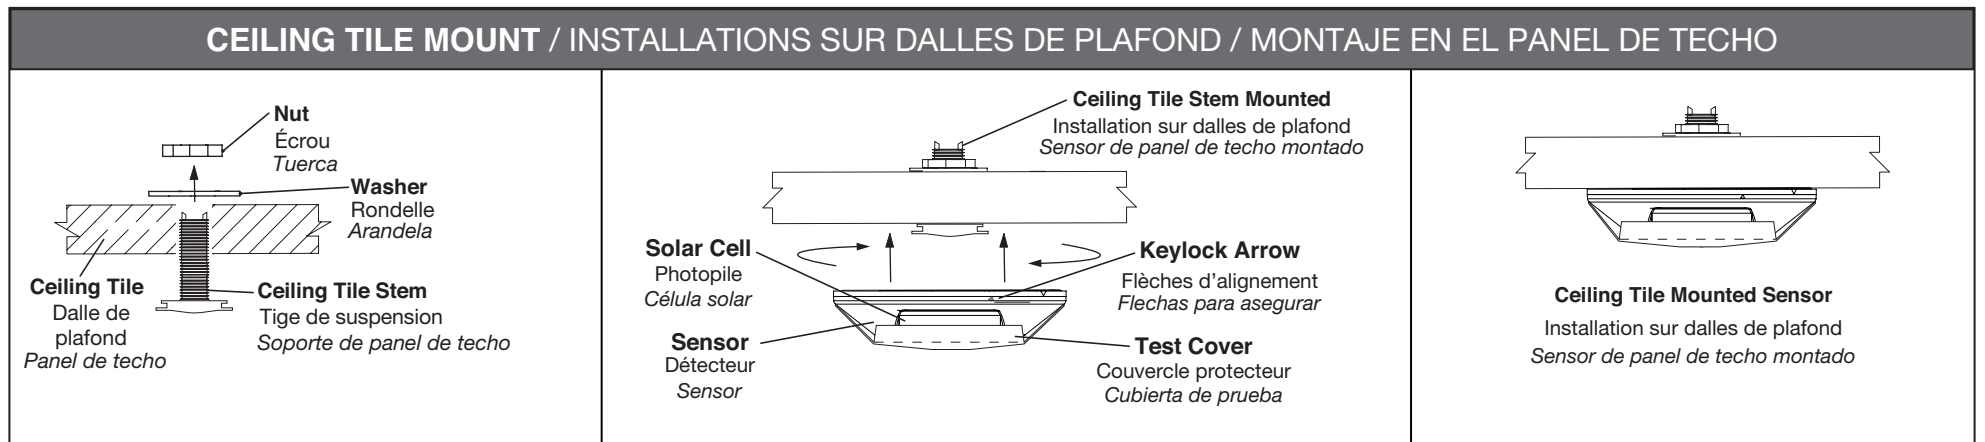 CEILING TILE MOUNT / INSTALLATIONS SUR DALLES DE PLAFOND / MONTAJE EN EL PANEL DE TECHO
Nut
Écrou
Tuerca
Washer
Rondelle
Arandela
Ceiling Tile
Dalle de
plafond
Panel de techo
Ceiling Tile Stem
Tige de suspension
Soporte de panel de techo
Ceiling Tile Stem Mounted
Installation sur dalles de plafond
Sensor de panel de techo montado
Solar Cell
Photopile
Célula solar
Keylock Arrow
Flèches d'alignement
Flechas para asegurar
Sensor
Détecteur
Sensor
Test Cover
Couvercle protecteur
Cubierta de prueba
Ceiling Tile Mounted Sensor
Installation sur dalles de plafond
Sensor de panel de techo montado